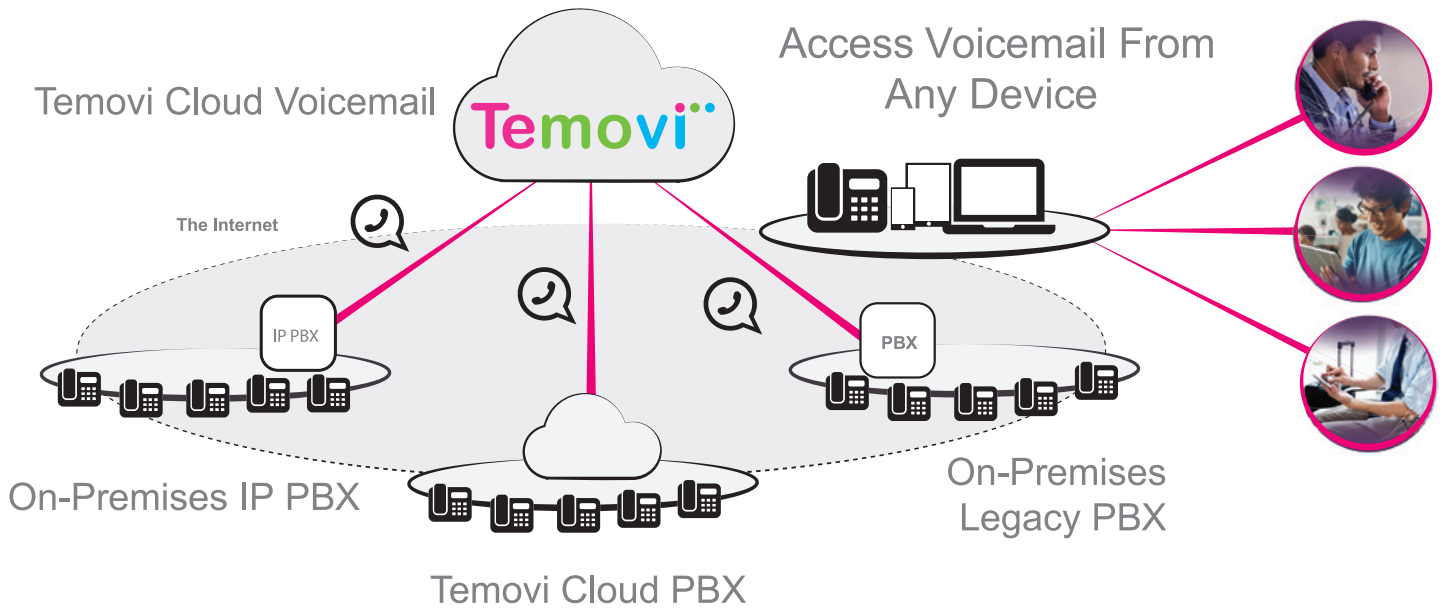 Temovi Cloud Voicemail
Temovi
Access Voicemail From
Any Device
The Internet
IP PBX
PBX
On-Premises IP PBX
On-Premises
Legacy PBX
Temovi Cloud PBX